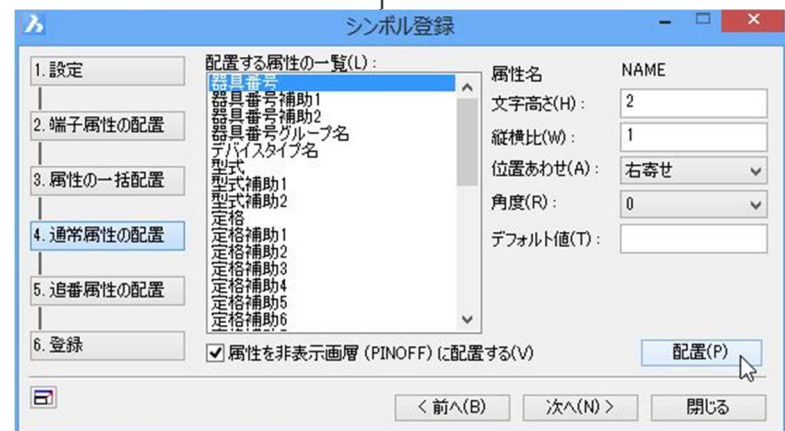 シンボル登録
1.設定
2.端子属性の配置
3.属性の一括配置
4.通常属性の配置
5.追番属性の配置
6.登録
配置する属性の一覧(L):
器具番号
器具番号補助1
器具番号補助2
器具番号グループ名
デバイスタイプ名
型式
型式補助1
型式補助2
定格
定格補助1
定格補助2
定格補助3
定格補助4
定格補助5
定格補助6
属性名 NAME
文字高さ(H): 2
縦横比(W): 1
位置あわせ(A): 右寄せ
角度(R): 0
デフォルト値(T):
属性を非表示画層 (PINOFF) に配置する(V)
配置(P)
< 前へ(B) 次へ(N) > 閉じる